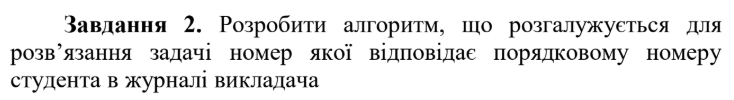 Завдання 2. Розробити алгоритм, що розгалужується для
розв’язання задачі номер якої відповідає порядковому номеру
студента в журналі викладача